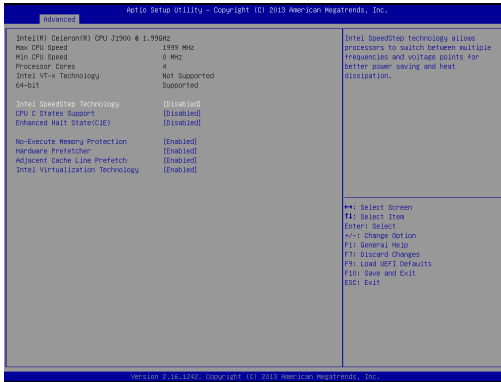 Aptio Setup Utility - Copyright (C) 2013 American Megatrends, Inc.
Advanced
Intel(R) Celeron(R) CPU J1900 @ 1.99GHz
Max CPU Speed 1999 MHz
Min CPU Speed 0 MHz
Processor Cores 4
Intel VT-x Technology Not Supported
64-bit Supported
Intel SpeedStep Technology [Disabled]
CPU C States Support [Disabled]
Enhanced Halt State(C1E) [Disabled]
No-Execute Memory Protection [Enabled]
Hardware Prefetcher [Enabled]
Adjacent Cache Line Prefetch [Enabled]
Intel Virtualization Technology [Enabled]
Intel SpeedStep technology allows
processors to switch between multiple
frequencies and voltage points for
better power saving and heat
dissipation.
↔: Select Screen
↑↓: Select Item
Enter: Select
+/-: Change Option
F1: General Help
F7: Discard Changes
F9: Load UEFI Defaults
F10: Save and Exit
ESC: Exit
Version 2.16.1242. Copyright (C) 2013 American Megatrends, Inc.